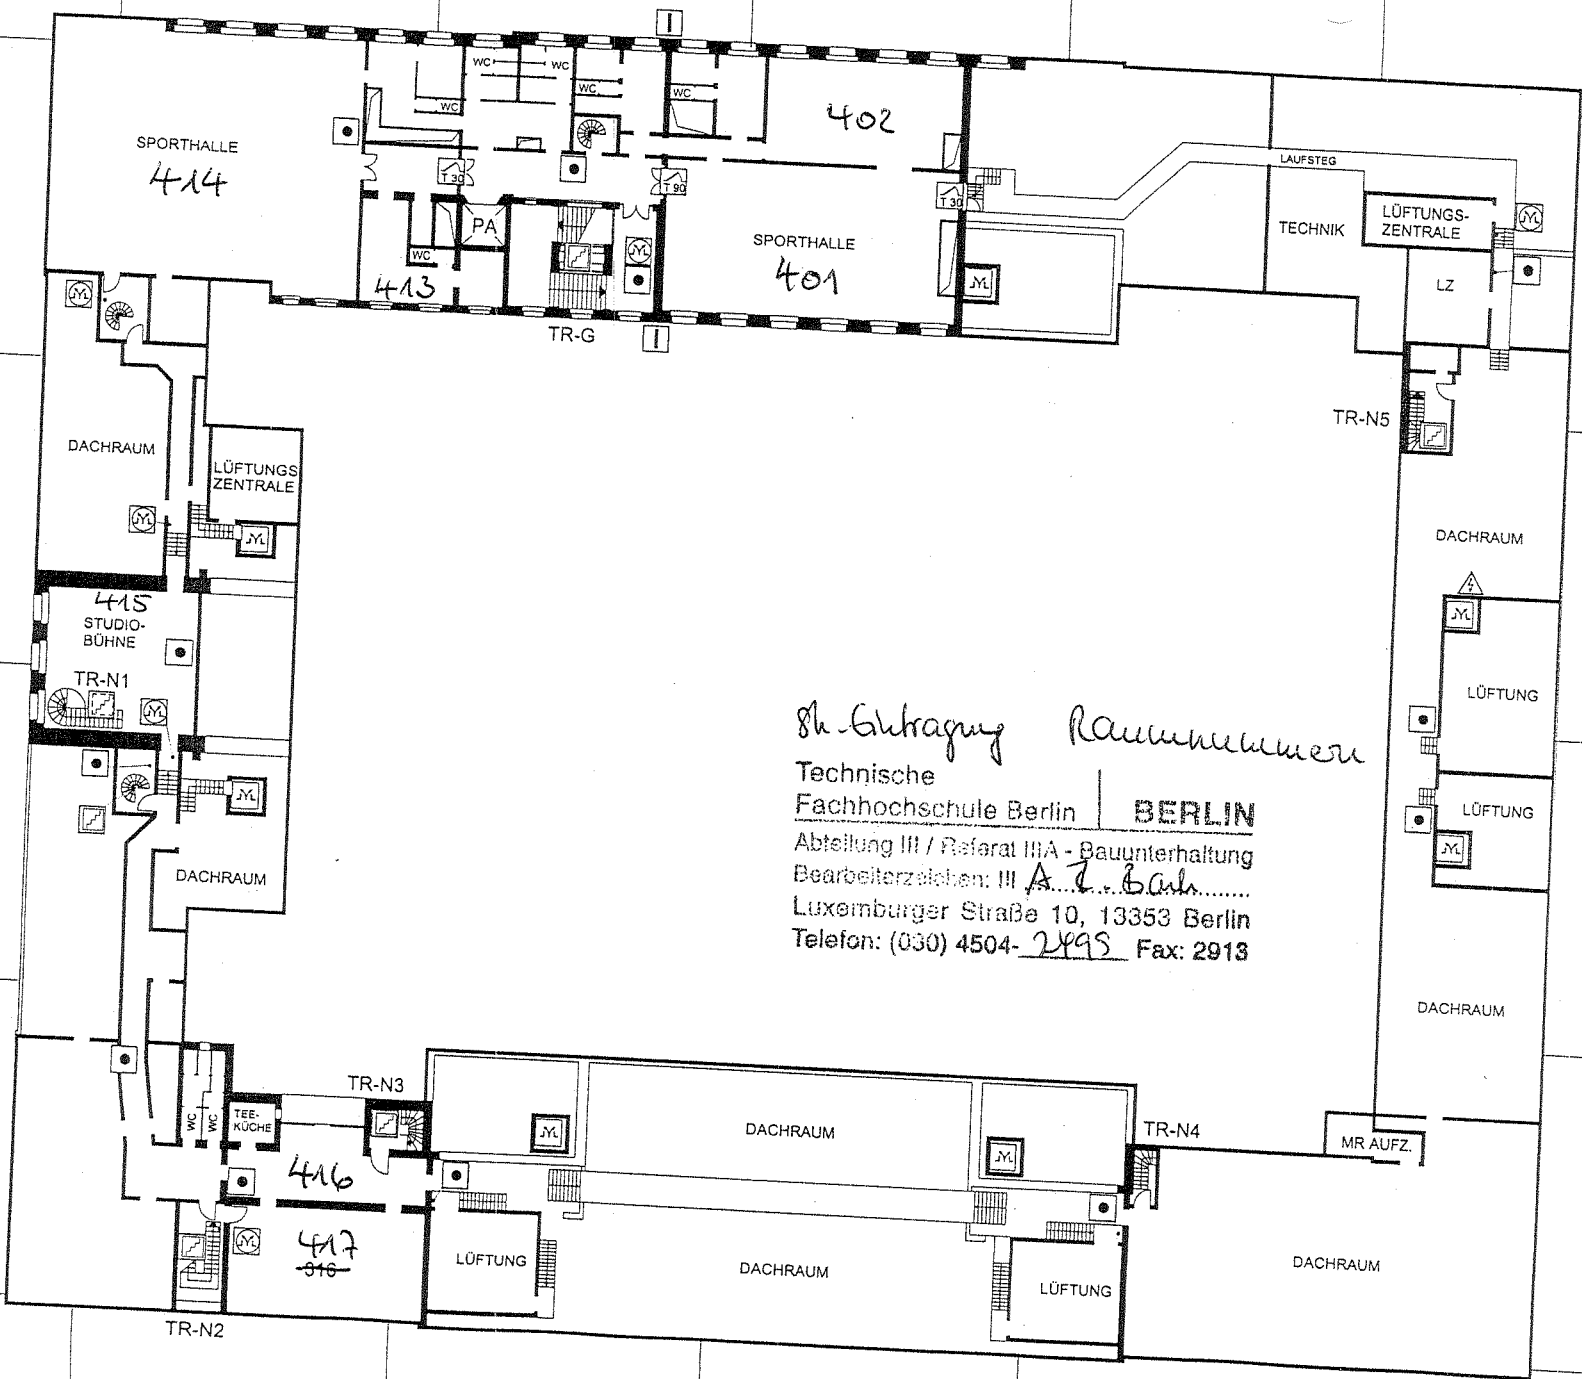 WC
WC
WC
WC
WC
402
SPORTHALLE
414
T 30
T 90
T 30
LAUFSTEG
PA
TECHNIK
LÜFTUNGS-
ZENTRALE
SPORTHALLE
401
WC
413
LZ
TR-G
TR-N5
DACHRAUM
LÜFTUNGS
ZENTRALE
DACHRAUM
415
STUDIO-
BÜHNE
TR-N1
LÜFTUNG
Raumnummern
Technische
Fachhochschule Berlin BERLIN
LÜFTUNG
Abteilung III / Referat IIIA - Bauunterhaltung
Bearbeiterzeichen: III A
Luxemburger Straße 10, 13353 Berlin
Telefon: (030) 4504- 2495 Fax: 2913
DACHRAUM
DACHRAUM
TR-N3
WC
WC
TEE-
KÜCHE
DACHRAUM
TR-N4
MR AUFZ.
416
417
316
LÜFTUNG
DACHRAUM
LÜFTUNG
DACHRAUM
TR-N2